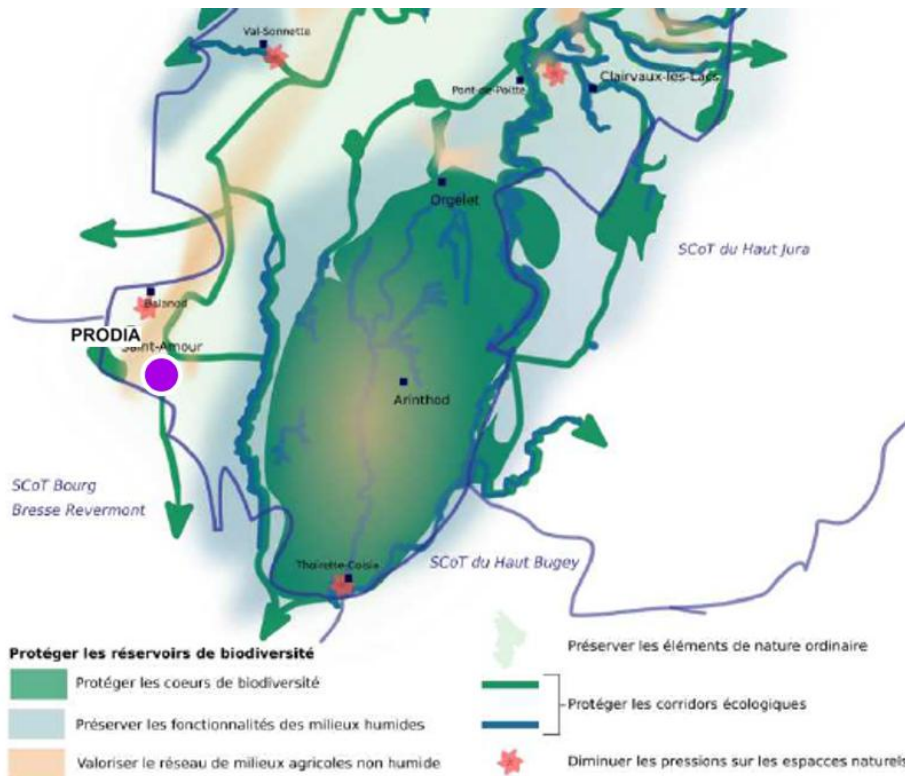 Val-Sonnette
Pont-de-Poitte
Clairvaux-les-Lacs
Orgelet
SCoT du Haut Jura
Balanod
PRODIA
Saint-Amour
Arinthod
SCoT Bourg
Bresse Revermont
Thoirette-Coisia
SCoT du Haut Bugey
Protéger les réservoirs de biodiversité
Protéger les coeurs de biodiversité
Préserver les fonctionnalités des milieux humides
Valoriser le réseau de milieux agricoles non humide
Préserver les éléments de nature ordinaire
Protéger les corridors écologiques
Diminuer les pressions sur les espacces naturels